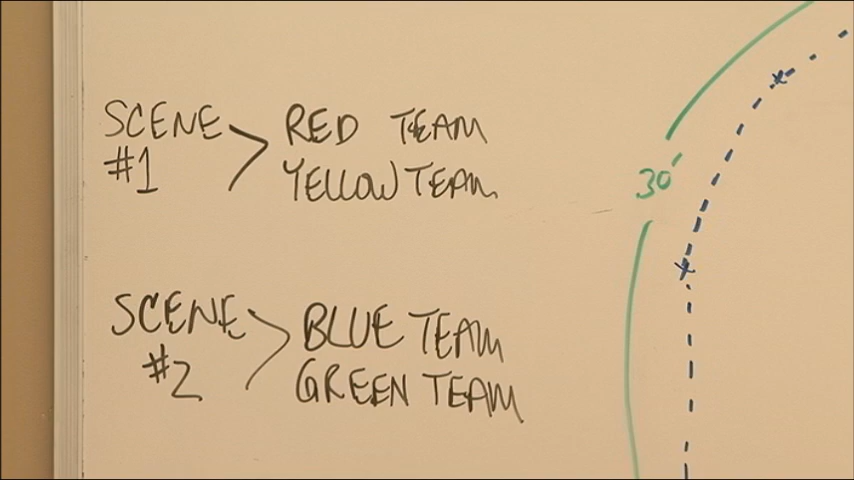 SCENE
#1
RED TEAM
YELLOW TEAM
30'
SCENE
#2
BLUE TEAM
GREEN TEAM